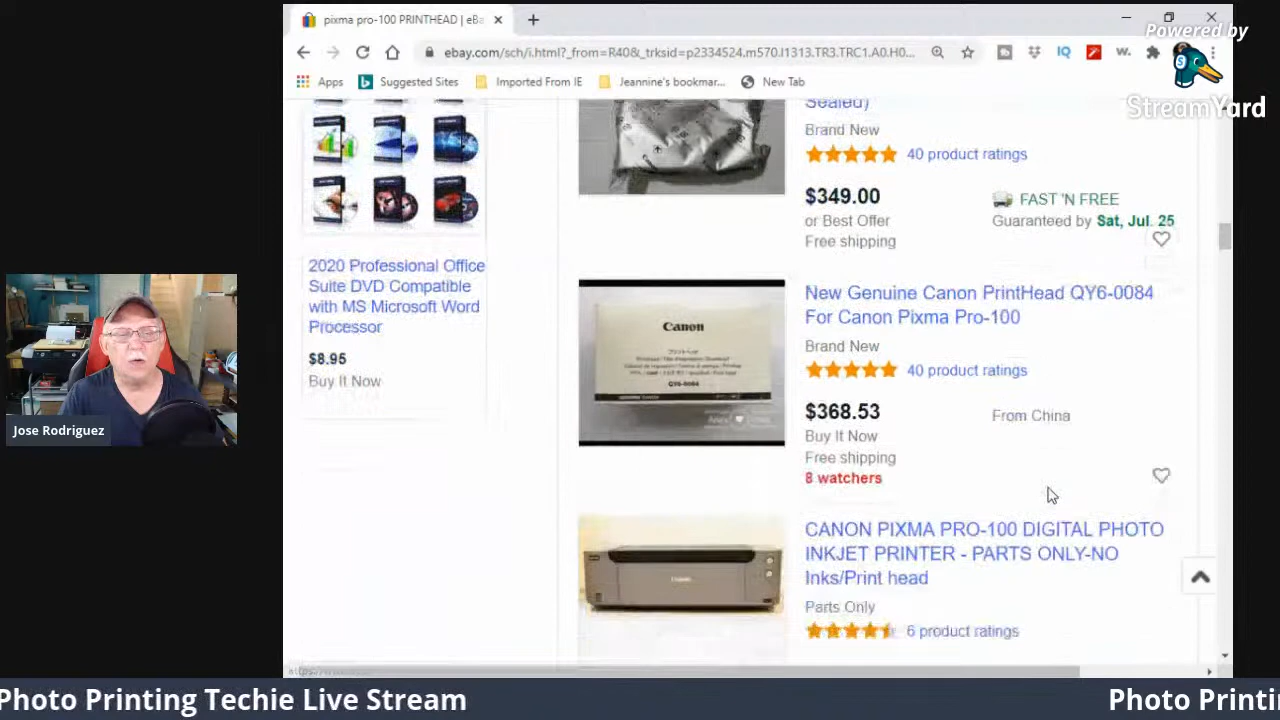 pixma pro-100 PRINTHEAD | eBa
ebay.com/sch/i.html?_from=R40&_trksid=p2334524.m570.l1313.TR3.TRC1.A0.H0...
IQ
W.
Powered by
StreamYard
Apps
Suggested Sites
Imported From IE
Jeannine's bookmar...
New Tab
Sealed)
Brand New
40 product ratings
$349.00
or Best Offer
Free shipping
FAST 'N FREE
Guaranteed by Sat, Jul. 25
2020 Professional Office
Suite DVD Compatible
with MS Microsoft Word
Processor
$8.95
Buy It Now
Canon
QY6-0084
New Genuine Canon PrintHead QY6-0084
For Canon Pixma Pro-100
Brand New
40 product ratings
$368.53
Buy It Now
Free shipping
8 watchers
From China
CANON PIXMA PRO-100 DIGITAL PHOTO
INKJET PRINTER - PARTS ONLY-NO
Inks/Print head
Parts Only
6 product ratings
Jose Rodriguez
Photo Printing Techie Live Stream
Photo Printi